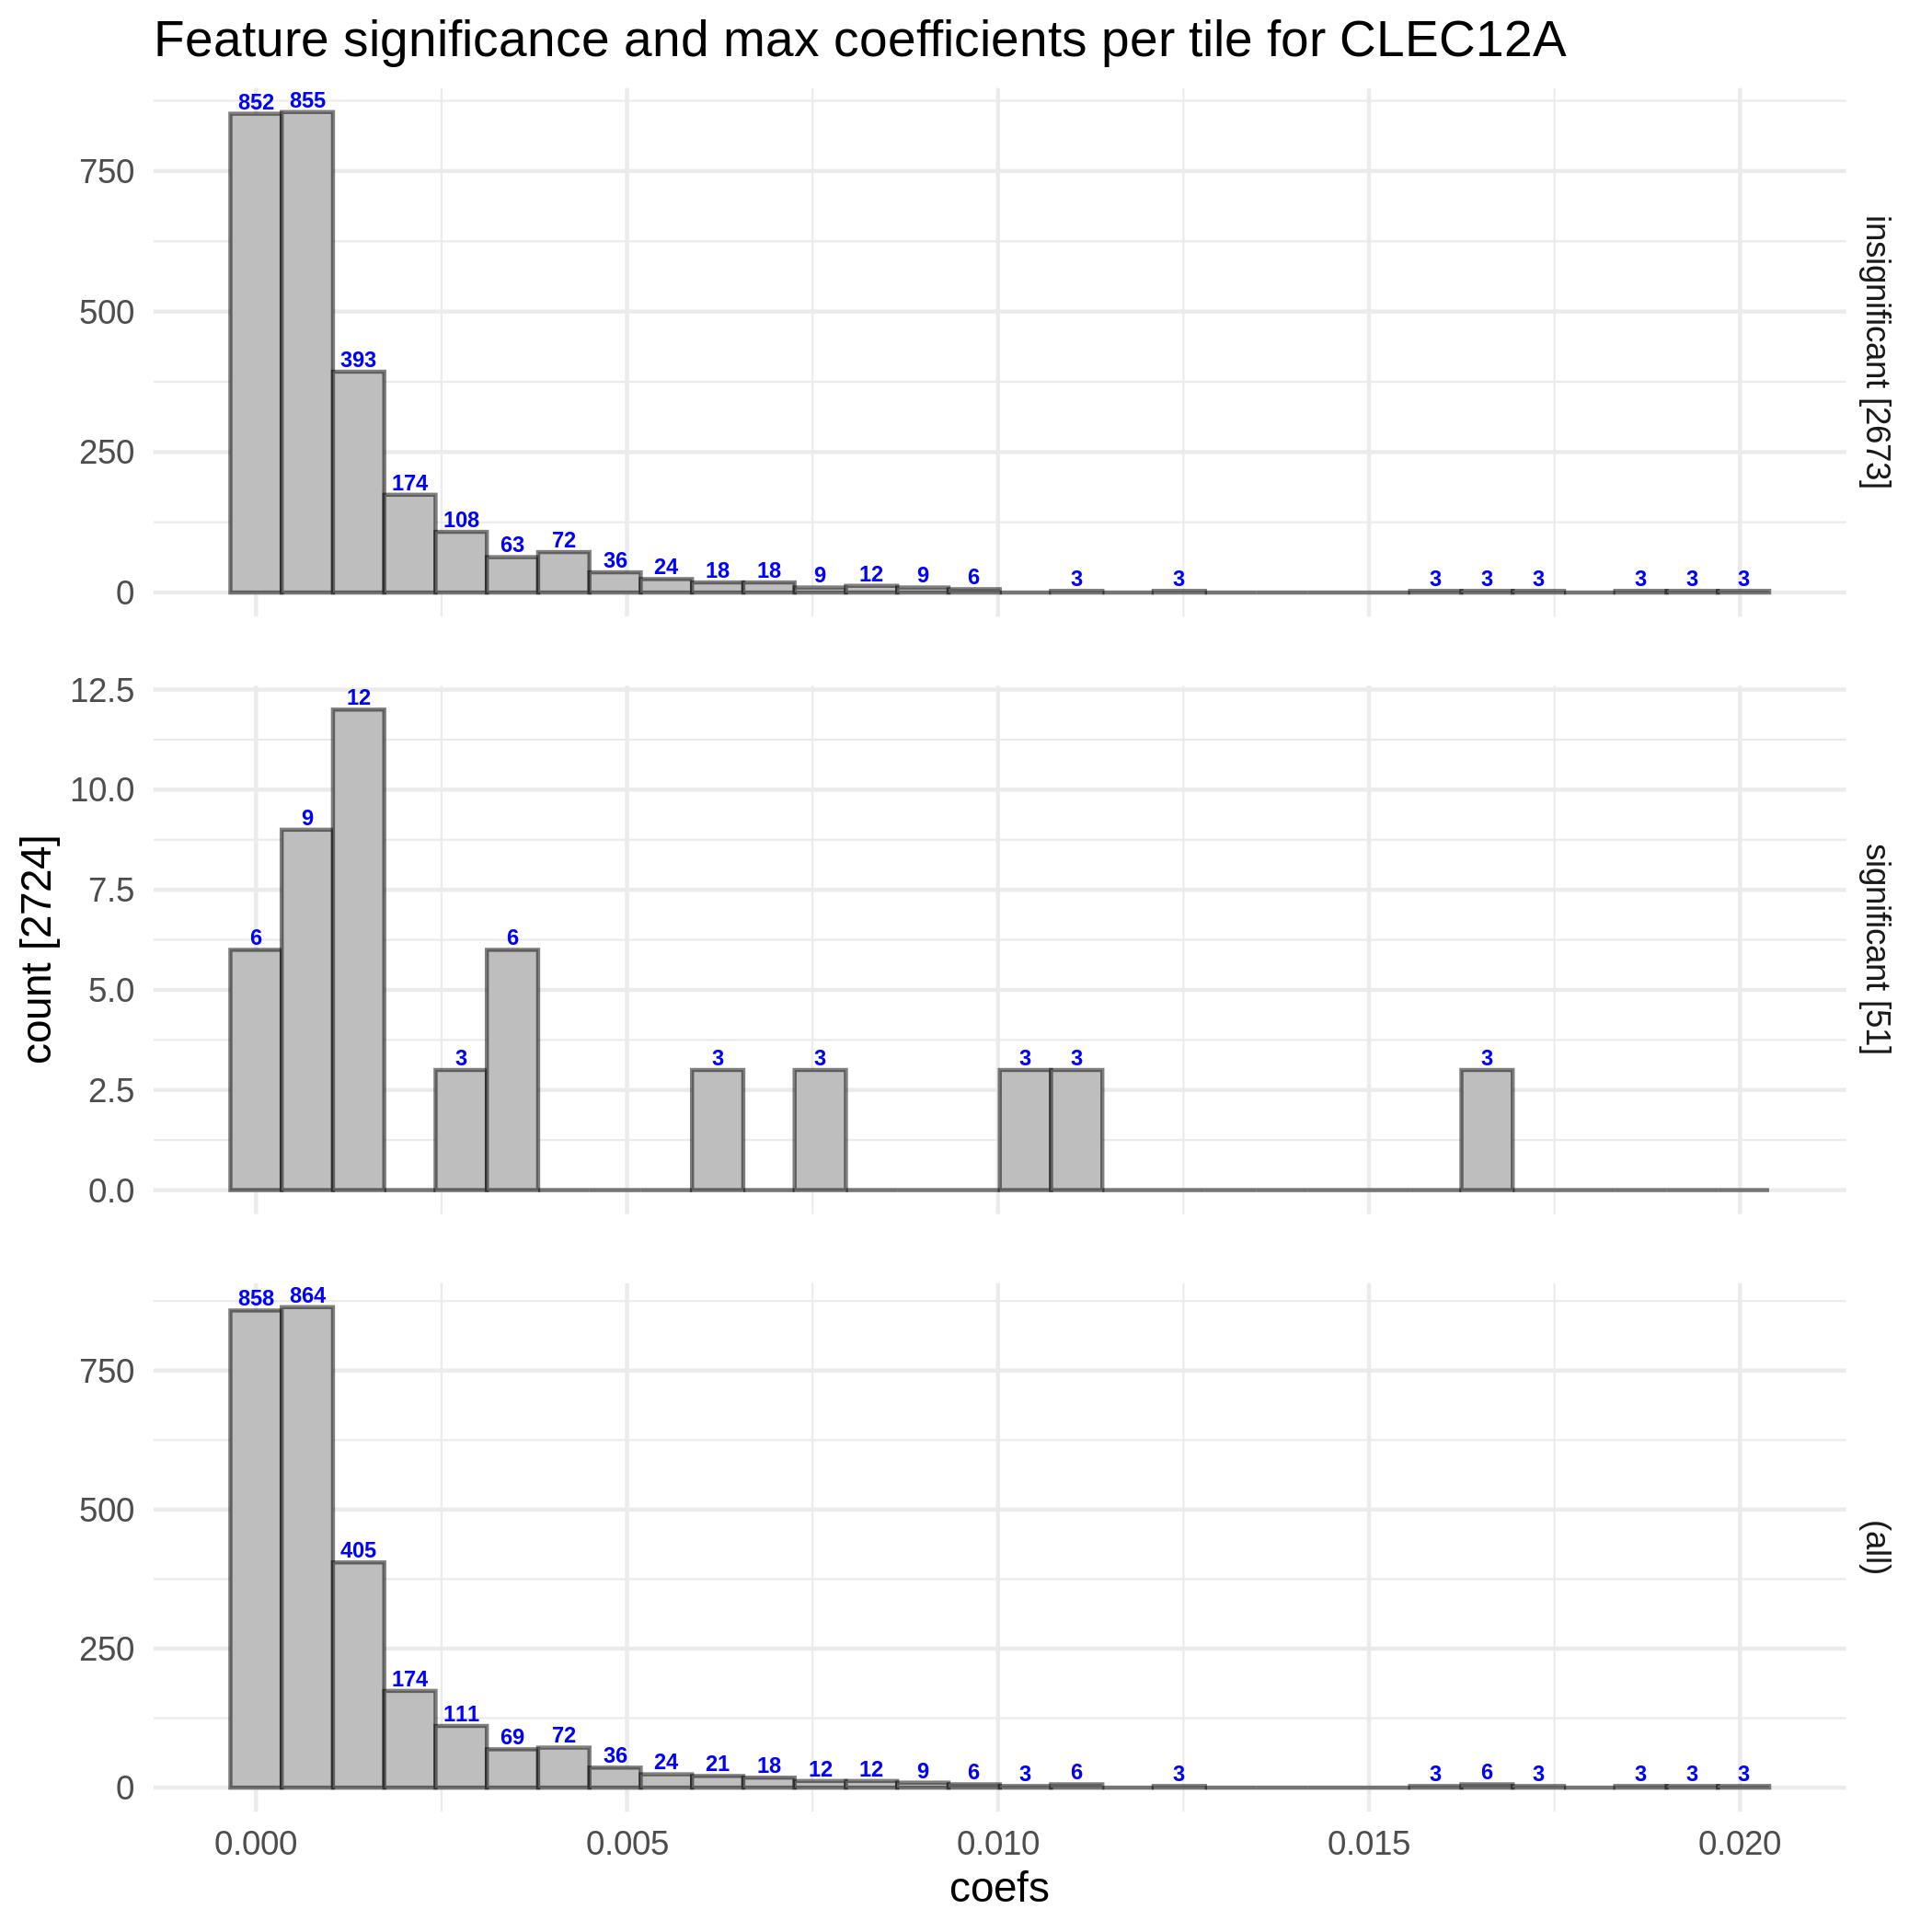 Feature significance and max coefficients per tile for CLEC12A
852 855 393 174 108 63 72 36 24 18 18 9 12 9 6 3 3 3 3 3 3 3 3
750
500
250
0
insignificant [2673]
6 9 12 3 6 3 3 3 3 3
12.5
10.0
7.5
5.0
2.5
0.0
significant [51]
count [2724]
858 864 405 174 111 69 72 36 24 21 18 12 12 9 6 3 6 3 3 6 3 3 3 3
750
500
250
0
(all)
0.000 0.005 0.010 0.015 0.020
coefs